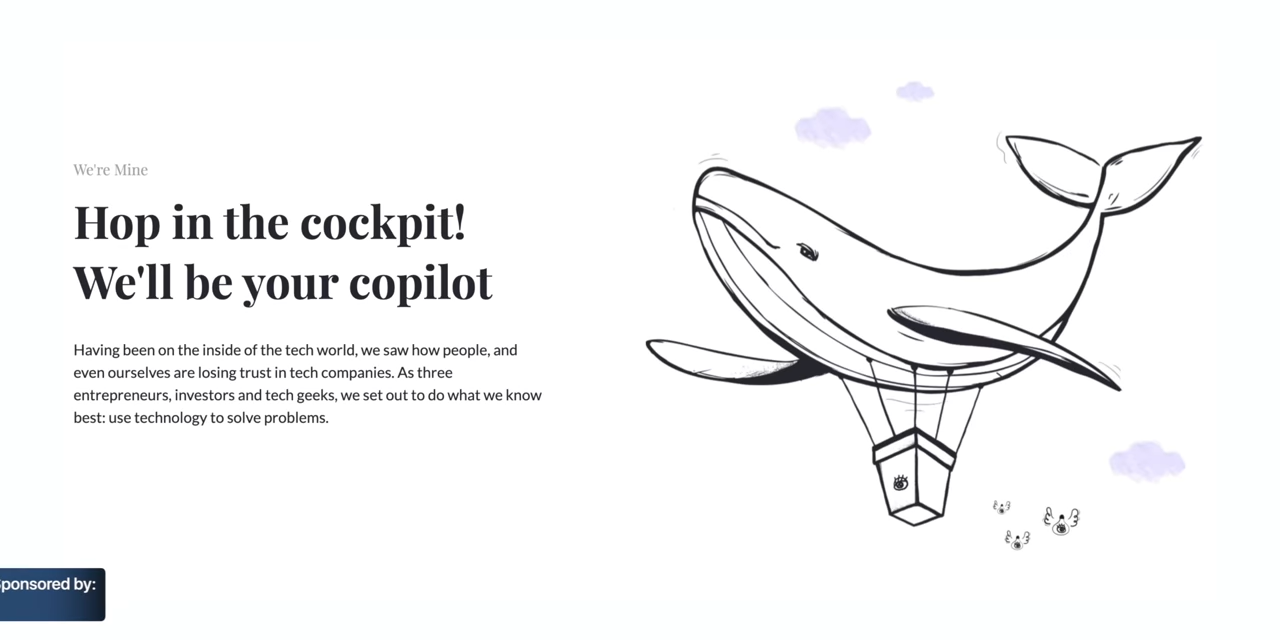 We're Mine
Hop in the cockpit!
We'll be your copilot
Having been on the inside of the tech world, we saw how people, and
even ourselves are losing trust in tech companies. As three
entrepreneurs, investors and tech geeks, we set out to do what we know
best: use technology to solve problems.
ponsored by: